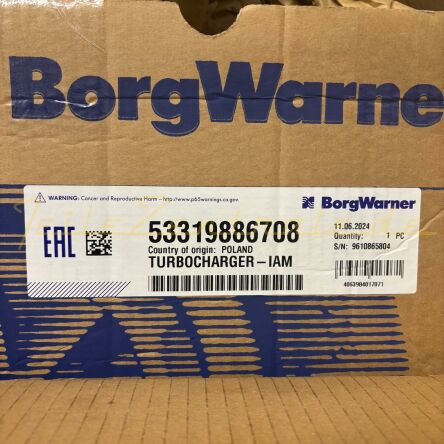 BorgWarne
WARNING: Cancer and Reproductive Harm – http://www.p65warnings.ca.gov.
BorgWarner
EAC
53319886708
Country of origin: POLAND
TURBOCHARGER–IAM
11.06.2024
Quantity: 1 PC
S/N: 9610865804
4063904017071